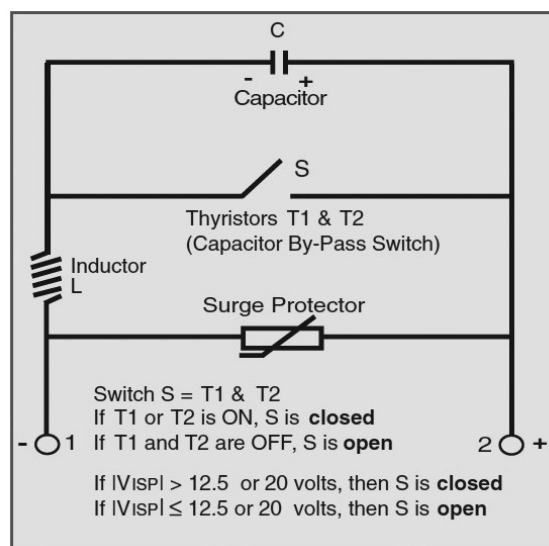 C
- +
Capacitor
S
Thyristors T1 & T2
(Capacitor By-Pass Switch)
Inductor
L
Surge Protector
Switch S = T1 & T2
If T1 or T2 is ON, S is closed
If T1 and T2 are OFF, S is open
- 1 2 +
If |VISP| > 12.5 or 20 volts, then S is closed
If |VISP| ≤ 12.5 or 20 volts, then S is open